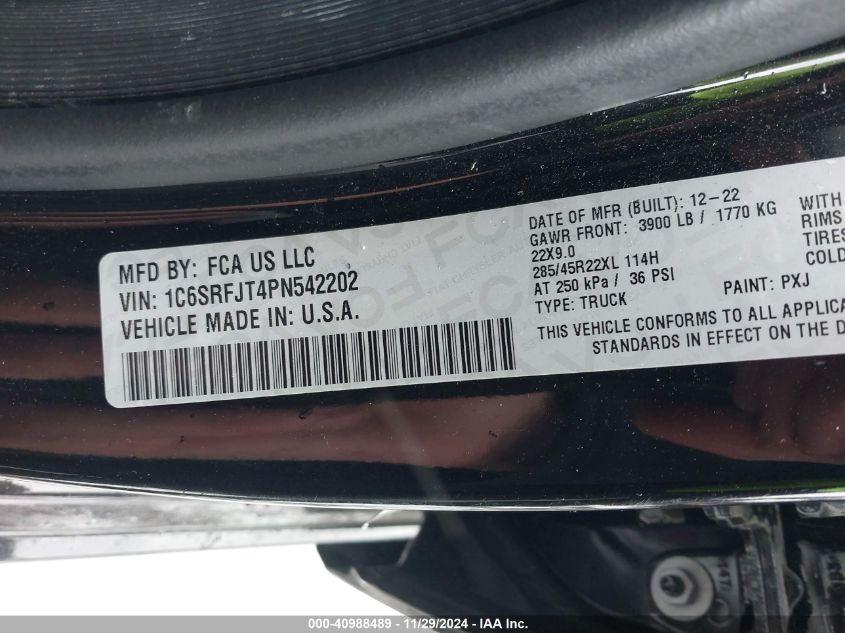 MFD BY: FCA US LLC
VIN: 1C6SRFJT4PN542202
VEHICLE MADE IN: U.S.A.
DATE OF MFR (BUILT): 12-22
GAWR FRONT: 3900 LB / 1770 KG
22X9.0
285/45R22XL 114H
AT 250 kPa / 36 PSI
TYPE: TRUCK
PAINT: PXJ
THIS VEHICLE CONFORMS TO ALL APPLICA
STANDARDS IN EFFECT ON THE D
WITH
RIMS
TIRES
COLD
000-40988489 - 11/29/2024 - IAA Inc.